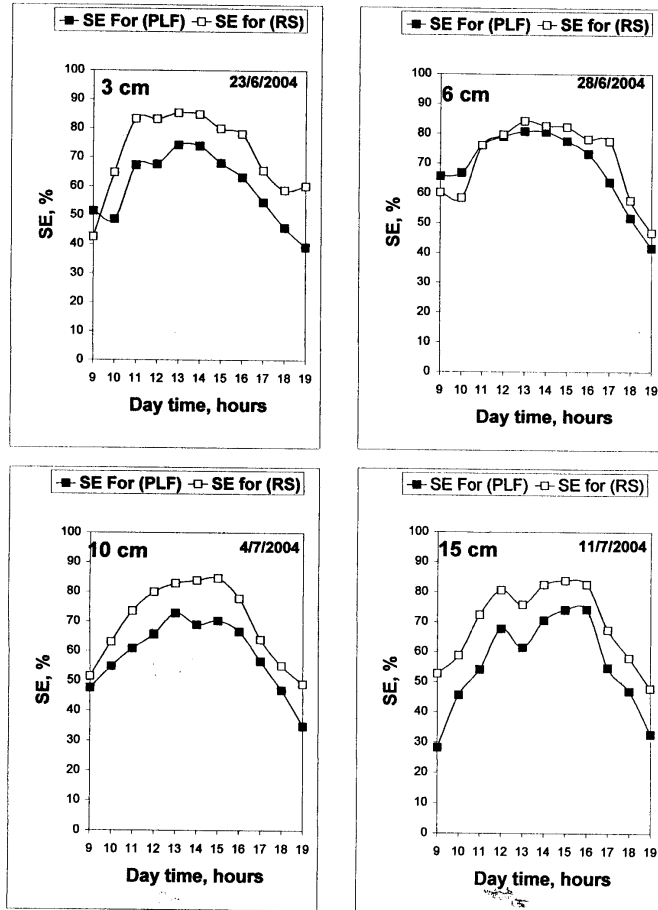 SE For (PLF) SE for (RS)
3 cm 23/6/2004
100
90
80
70
60
50
40
30
20
10
0
SE, %
9 10 11 12 13 14 15 16 17 18 19
Day time, hours
SE For (PLF) SE for (RS)
6 cm 28/6/2004
100
90
80
70
60
50
40
30
20
10
0
SE, %
9 10 11 12 13 14 15 16 17 18 19
Day time, hours
SE For (PLF) SE for (RS)
10 cm 4/7/2004
100
90
80
70
60
50
40
30
20
10
0
SE, %
9 10 11 12 13 14 15 16 17 18 19
Day time, hours
SE For (PLF) SE for (RS)
15 cm 11/7/2004
100
90
80
70
60
50
40
30
20
10
0
SE, %
9 10 11 12 13 14 15 16 17 18 19
Day time, hours